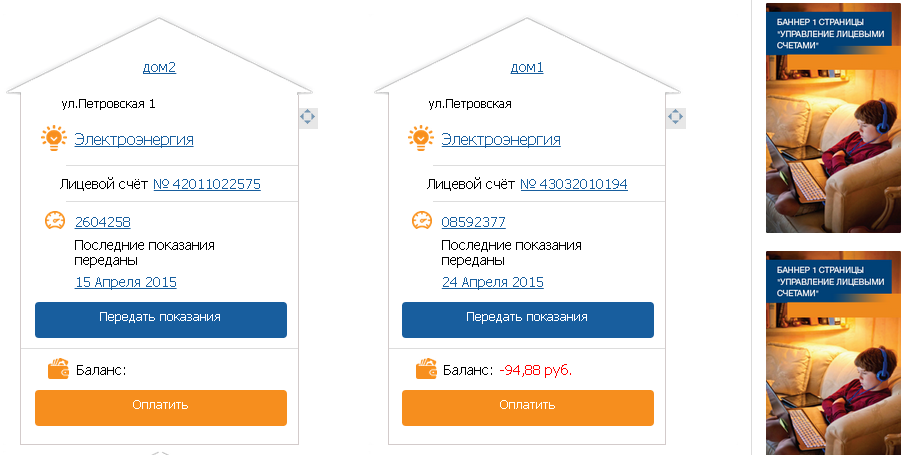 дом2
ул.Петровская 1
Электроэнергия
Лицевой счёт № 42011022575
2604258
Последние показания
переданы
15 Апреля 2015
Передать показания
Баланс:
Оплатить
дом1
ул.Петровская
Электроэнергия
Лицевой счёт № 43032010194
08592377
Последние показания
переданы
24 Апреля 2015
Передать показания
Баланс: -94,88 руб.
Оплатить
БАННЕР 1 СТРАНИЦЫ
"УПРАВЛЕНИЕ ЛИЦЕВЫМИ
СЧЕТАМИ"
БАННЕР 1 СТРАНИЦЫ
"УПРАВЛЕНИЕ ЛИЦЕВЫМИ
СЧЕТАМИ"